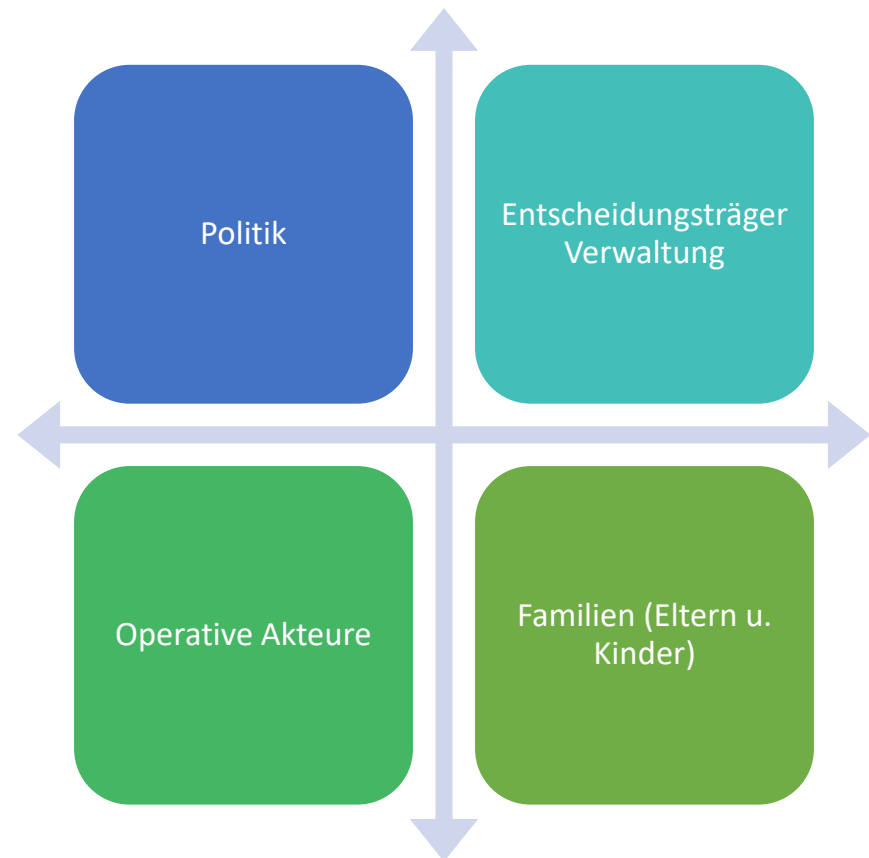 Politik
Entscheidungsträger
Verwaltung
Operative Akteure
Familien (Eltern u.
Kinder)